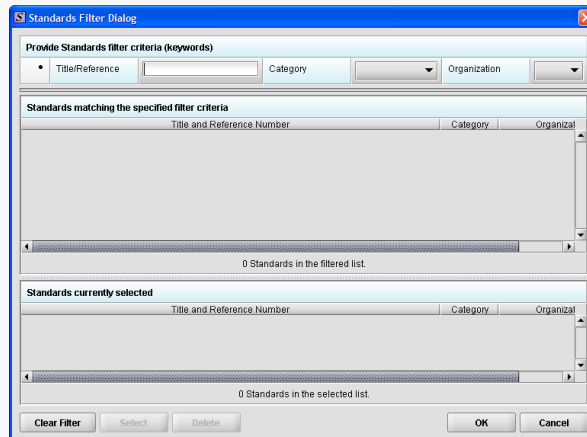 Standards Filter Dialog
Provide Standards filter criteria (keywords)
Title/Reference Category Organization
Standards matching the specified filter criteria
Title and Reference Number Category Organizat
0 Standards in the filtered list.
Standards currently selected
Title and Reference Number Category Organizat
0 Standards in the selected list.
Clear Filter Select Delete OK Cancel